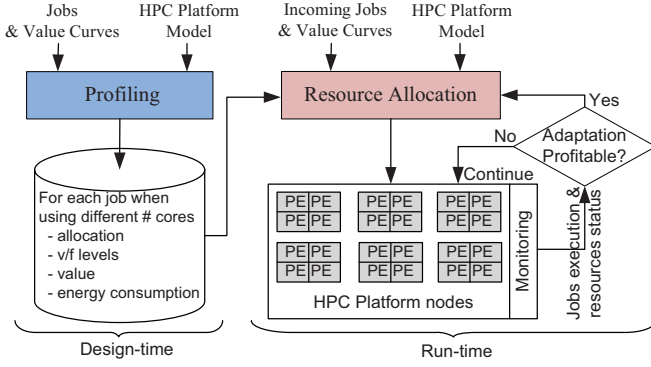 Jobs
& Value Curves
HPC Platform
Model
Incoming Jobs
& Value Curves
HPC Platform
Model
Profiling
Resource Allocation
Yes
No
Adaptation
Profitable?
Continue
For each job when
using different # cores
- allocation
- v/f levels
- value
- energy consumption
PE PE PE PE PE PE
PE PE PE PE PE PE
PE PE PE PE PE PE
PE PE PE PE PE PE
HPC Platform nodes
Monitoring
Jobs execution &
resources status
Design-time
Run-time